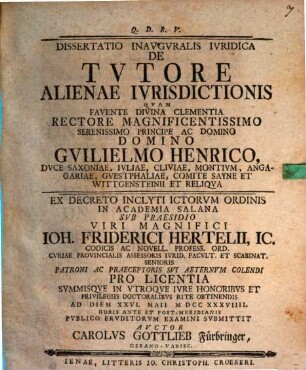 Q. D. B. V.
DISSERTATIO INAVGVRALIS IVRIDICA
DE
TVTORE
ALIENAE IVRISDICTIONIS
QVAM
FAVENTE DIVINA CLEMENTIA
RECTORE MAGNIFICENTISSIMO
SERENISSIMO PRINCIPE AC DOMINO
DOMINO
GVILIELMO HENRICO,
DVCE SAXONIAE, IVLIAE, CLIVIAE, MONTIVM, ANGA-
GARIAE, GVESTPHALIAE, COMITE SAYNE ET
WITTGENSTEINII ET RELIQVA
EX DECRETO INCLYTI ICTORVM ORDINIS
IN ACADEMIA SALANA
SVB PRAESIDIO
VIRI MAGNIFICI
IOH. FRIDERICI HERTELII, IC.
CODICIS AC NOVELL. PROFESS. ORD.
CVRIAE PROVINCIALIS ASSESSORIS IVRID. FACVLT. ET SCABINAT.
SENIORIS
PATRONI AC PRAECEPTORIS SVI AETERNVM COLENDI
PRO LICENTIA
SVMMISQVE IN VTROQVE IVRE HONORIBVS ET
PRIVILEGIIS DOCTORALIBVS RITE OBTINENDIS
AD DIEM XXVI. MAII M DCC XXXVIIII.
HORIS ANTE ET POST-MERIDIANIS
PVBLICO ERVDITORVM EXAMINI SVBMITTIT
AVCTOR
CAROLVS GOTTLIEB Fürbringer,
GERANO-VARISC.
IENAE, LITTERIS IO. CHRISTOPH. CROEKERI.